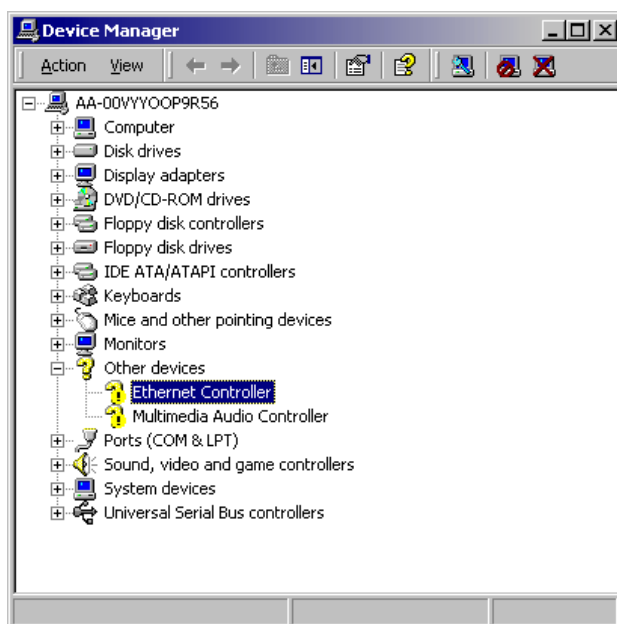 Device Manager
Action View
AA-00VYYOOP9R56
Computer
Disk drives
Display adapters
DVD/CD-ROM drives
Floppy disk controllers
Floppy disk drives
IDE ATA/ATAPI controllers
Keyboards
Mice and other pointing devices
Monitors
Other devices
Ethernet Controller
Multimedia Audio Controller
Ports (COM & LPT)
Sound, video and game controllers
System devices
Universal Serial Bus controllers